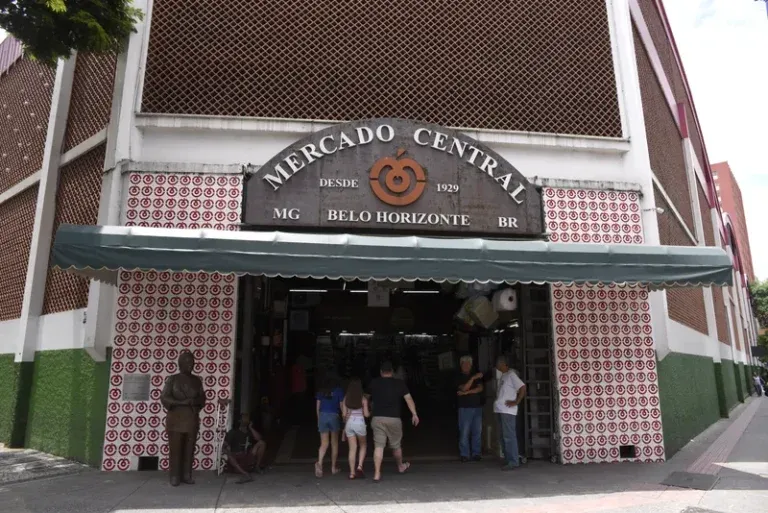 MERCADO CENTRAL
DESDE 1929
MG BELO HORIZONTE BR